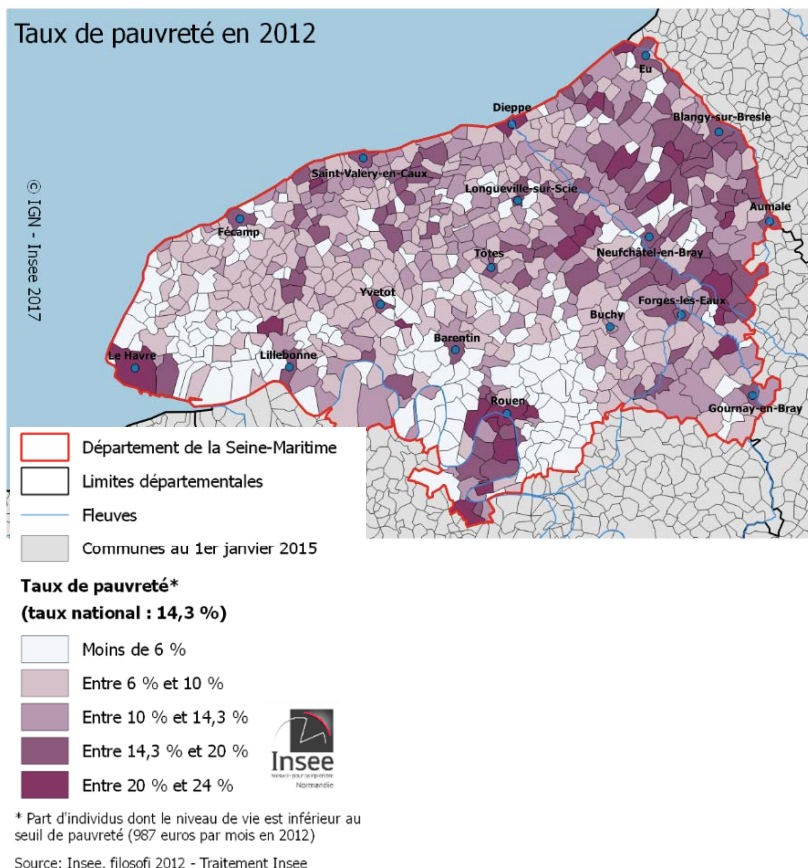 Taux de pauvreté en 2012
Eu
Dieppe
Blangy-sur-Bresle
Saint-Valery-en-Caux
Longueville-sur-Scie
Aumale
Fécamp
Neufchâtel-en-Bray
Tôtes
© IGN - Insee 2017
Yvetot
Forges-les-Eaux
Buchy
Barentin
Le Havre
Lillebonne
Rouen
Gournay-en-Bray
Département de la Seine-Maritime
Limites départementales
Fleuves
Communes au 1er janvier 2015
Taux de pauvreté*
(taux national : 14,3 %)
Moins de 6 %
Entre 6 % et 10 %
Entre 10 % et 14,3 %
Entre 14,3 % et 20 %
Entre 20 % et 24 %
Insee
Mesurer pour comprendre
Normandie
* Part d'individus dont le niveau de vie est inférieur au
seuil de pauvreté (987 euros par mois en 2012)
Source: Insee, filosofi 2012 - Traitement Insee